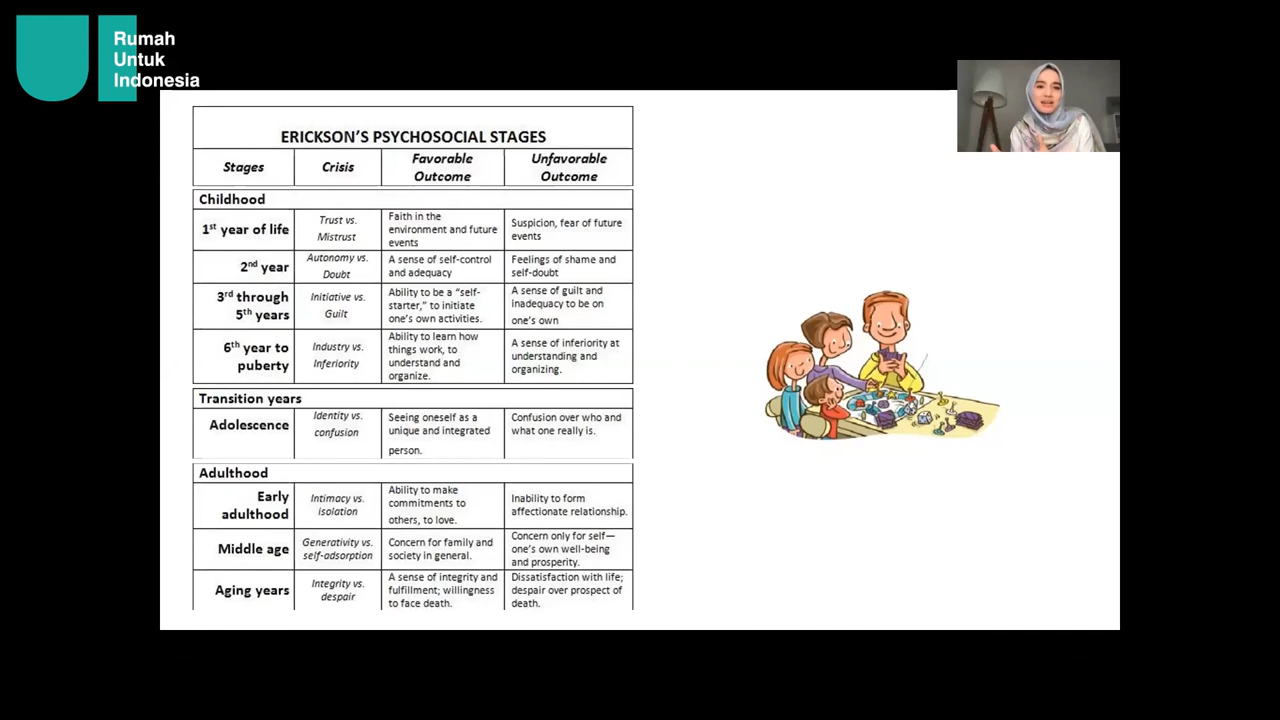 Rumah
Untuk
Indonesia
ERICKSON'S PSYCHOSOCIAL STAGES
Stages
Crisis
Favorable
Outcome
Unfavorable
Outcome
Childhood
1st year of life
Trust vs.
Mistrust
Faith in the
environment and future
events
Suspicion, fear of future
events
2nd year
Autonomy vs.
Doubt
A sense of self-control
and adequacy
Feelings of shame and
self-doubt
3rd through
5th years
Initiative vs.
Guilt
Ability to be a "self-
starter," to initiate
one's own activities.
A sense of guilt and
inadequacy to be on
one's own
6th year to
puberty
Industry vs.
Inferiority
Ability to learn how
things work, to
understand and
organize.
A sense of inferiority at
understanding and
organizing.
Transition years
Adolescence
Identity vs.
confusion
Seeing oneself as a
unique and integrated
person.
Confusion over who and
what one really is.
Adulthood
Early
adulthood
Intimacy vs.
isolation
Ability to make
commitments to
others, to love.
Inability to form
affectionate relationship.
Middle age
Generativity vs.
self-adsorption
Concern for family and
society in general.
Concern only for self—
one's own well-being
and prosperity.
Aging years
Integrity vs.
despair
A sense of integrity and
fulfillment; willingness
to face death.
Dissatisfaction with life;
despair over prospect of
death.